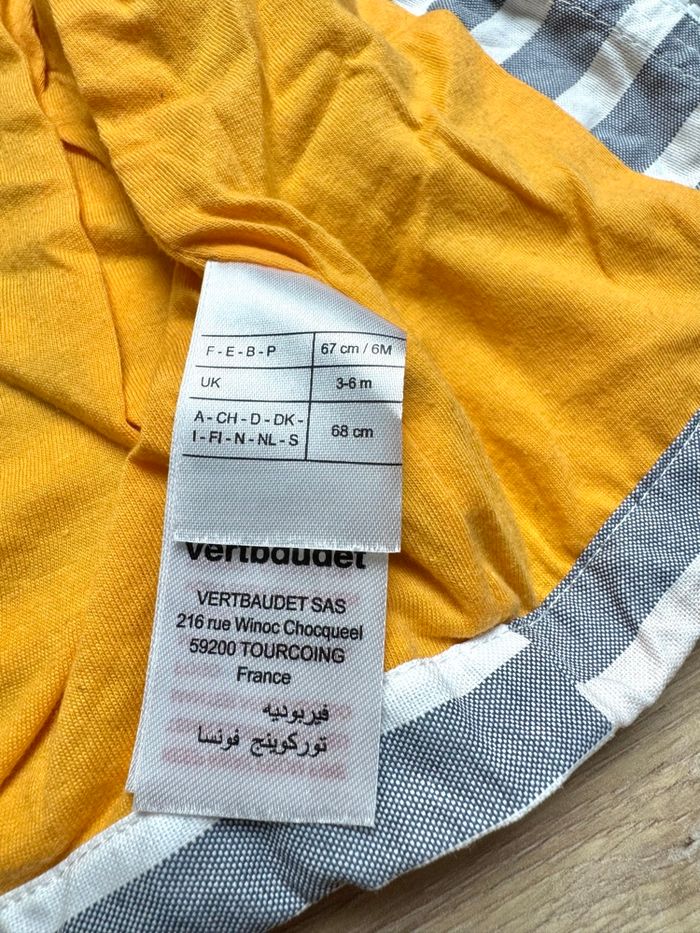 F - E - B - P 67 cm / 6M
UK 3-6 m
A - CH - D - DK - 68 cm
I - FI - N - NL - S
vertbaudet
VERTBAUDET SAS
216 rue Winoc Chocqueel
59200 TOURCOING
France
فيربوديه
توركوينج فونسا